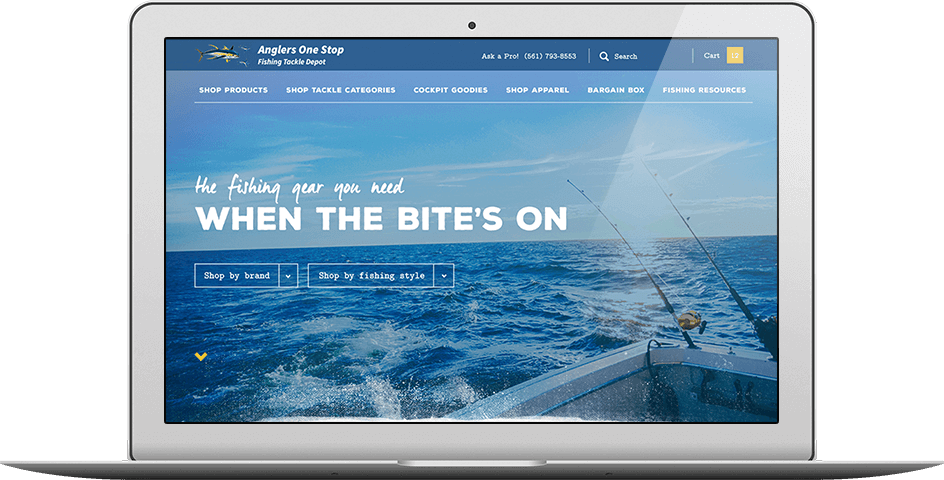 Anglers One Stop
Fishing Tackle Depot
Ask a Pro! (561) 793-8553
Search
Cart 12
SHOP PRODUCTS SHOP TACKLE CATEGORIES COCKPIT GOODIES SHOP APPAREL BARGAIN BOX FISHING RESOURCES
the fishing gear you need
WHEN THE BITE'S ON
Shop by brand Shop by fishing style